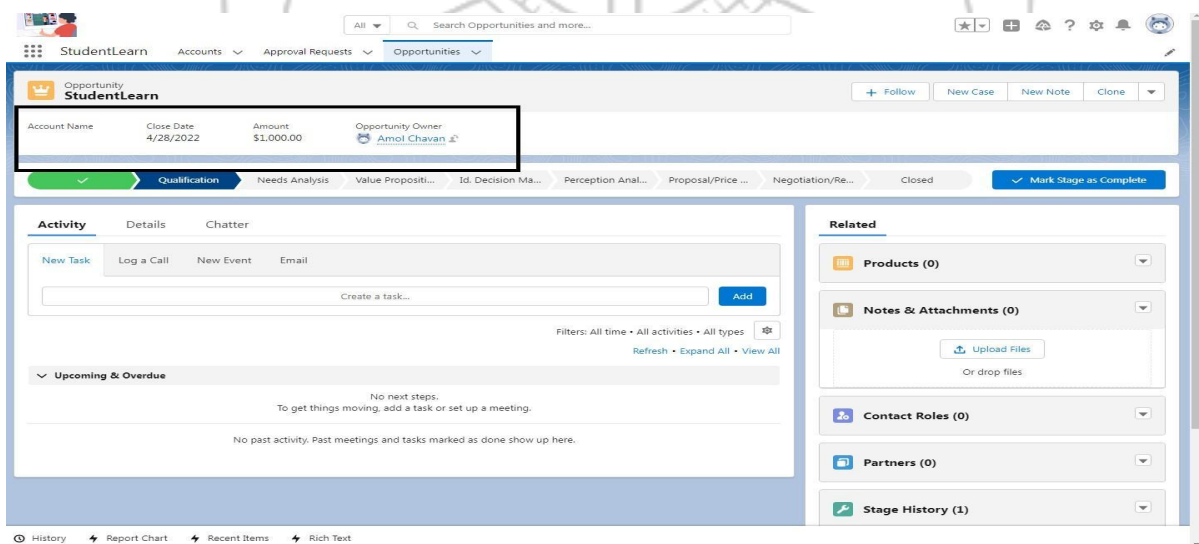 All
Search Opportunities and more...
StudentLearn Accounts Approval Requests Opportunities
Opportunity
StudentLearn
+ Follow New Case New Note Clone
Account Name Close Date Amount Opportunity Owner
4/28/2022 $1,000.00 Amol Chavan
Qualification Needs Analysis Value Propositi... Id. Decision Ma... Perception Anal... Proposal/Price ... Negotiation/Re... Closed Mark Stage as Complete
Activity Details Chatter
New Task Log a Call New Event Email
Create a task... Add
Filters: All time • All activities • All types
Refresh • Expand All • View All
Upcoming & Overdue
No next steps.
To get things moving, add a task or set up a meeting.
No past activity. Past meetings and tasks marked as done show up here.
Related
Products (0)
Notes & Attachments (0)
Upload Files
Or drop files
Contact Roles (0)
Partners (0)
Stage History (1)
History Report Chart Recent Items Rich Text